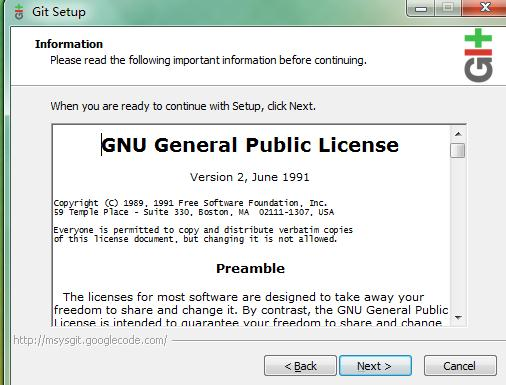 Git Setup
Information
Please read the following important information before continuing.
When you are ready to continue with Setup, click Next.
GNU General Public License
Version 2, June 1991
Copyright (C) 1989, 1991 Free Software Foundation, Inc.
59 Temple Place - Suite 330, Boston, MA  02111-1307, USA
Everyone is permitted to copy and distribute verbatim copies
of this license document, but changing it is not allowed.
Preamble
The licenses for most software are designed to take away your
freedom to share and change it. By contrast, the GNU General Public
License is intended to guarantee your freedom to share and change
http://msysgit.googlecode.com/
< Back
Next >
Cancel